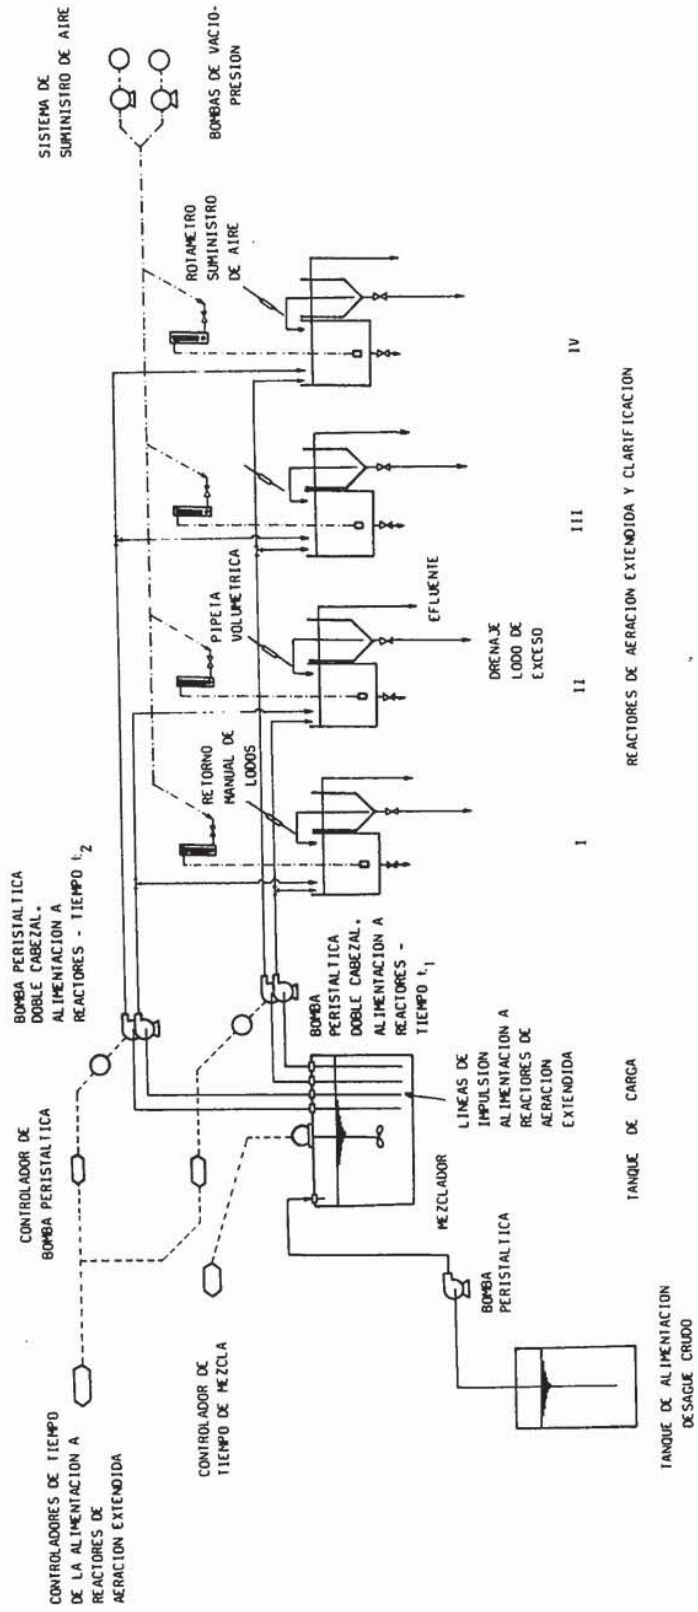 CONTROLADORES DE TIEMPO
DE LA ALIMENTACION A
REACTORES DE
AERACION EXTENDIDA
CONTROLADOR DE
BOMBA PERISTALTICA
BOMBA PERISTALTICA
DOBLE CABEZAL.
ALIMENTACION A
REACTORES - TIEMPO t2
SISTEMA DE
SUMINISTRO DE AIRE
BOMBAS DE VACIO-
PRESION
CONTROLADOR DE
TIEMPO DE MEZCLA
RETORNO
MANUAL DE
LODOS
PIPETA
VOLUMETRICA
ROTAMETRO
SUMINISTRO
DE AIRE
BOMBA
PERISTALTICA
DOBLE CABEZAL.
ALIMENTACION A
REACTORES -
TIEMPO t1
MEZCLADOR
LINEAS DE
IMPULSION
ALIMENTACION A
REACTORES DE
AERACION
EXTENDIDA
BOMBA
PERISTALTICA
EFLUENTE
DRENAJE
LODO DE
EXCESO
I
II
III
IV
TANQUE DE ALIMENTACION
DESAGUE CRUDO
TANQUE DE CARGA
REACTORES DE AERACION EXTENDIDA Y CLARIFICACION